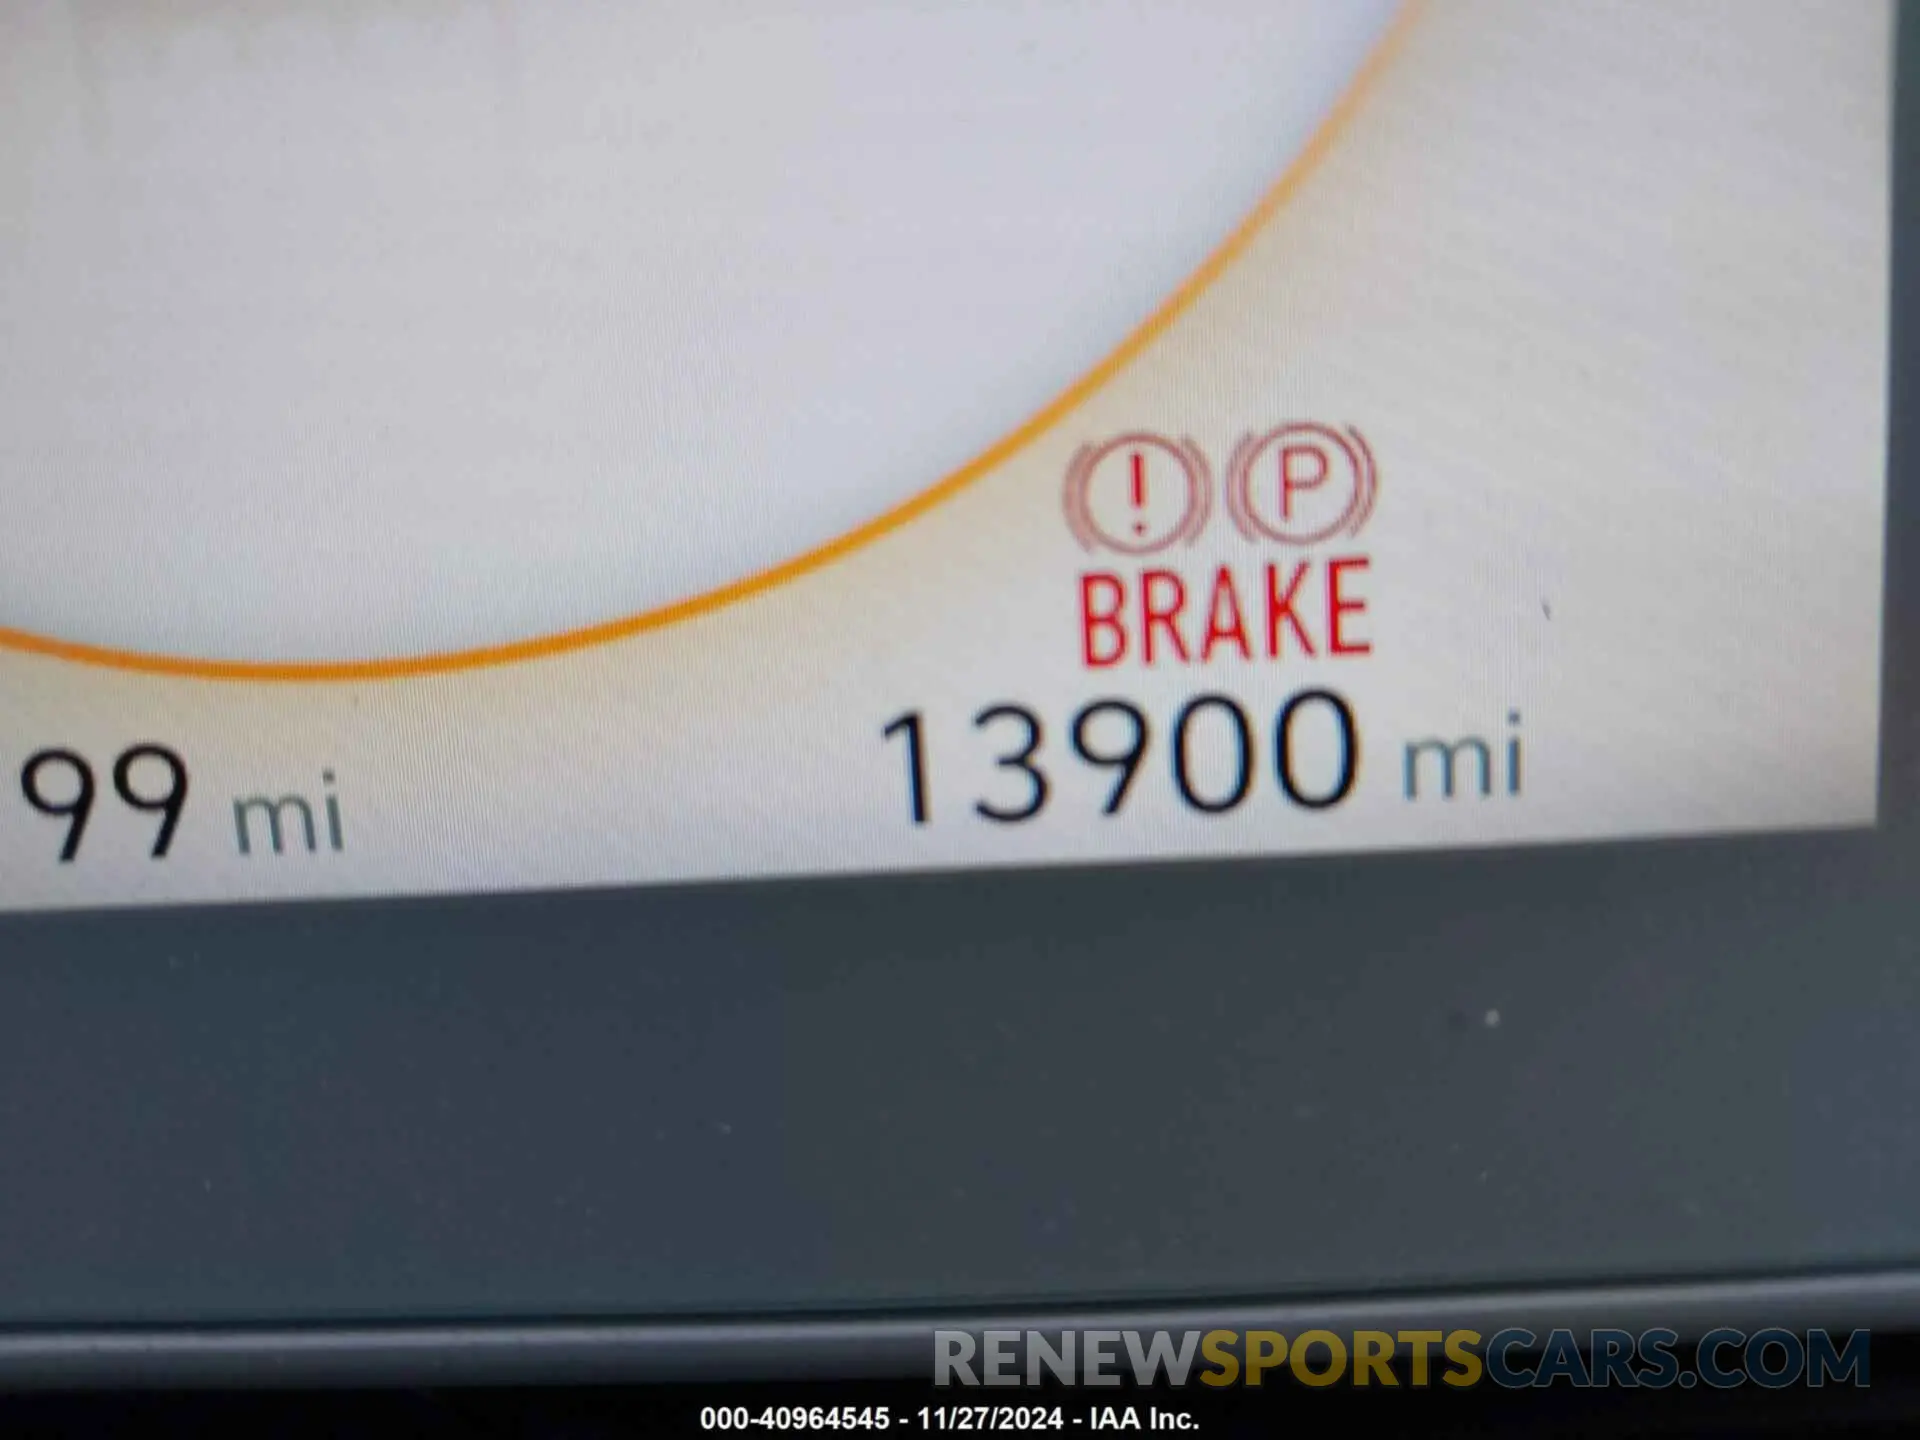 ! P
BRAKE
99 mi 13900 mi
RENEWSPORTSCARS.COM
000-40964545 - 11/27/2024 - IAA Inc.